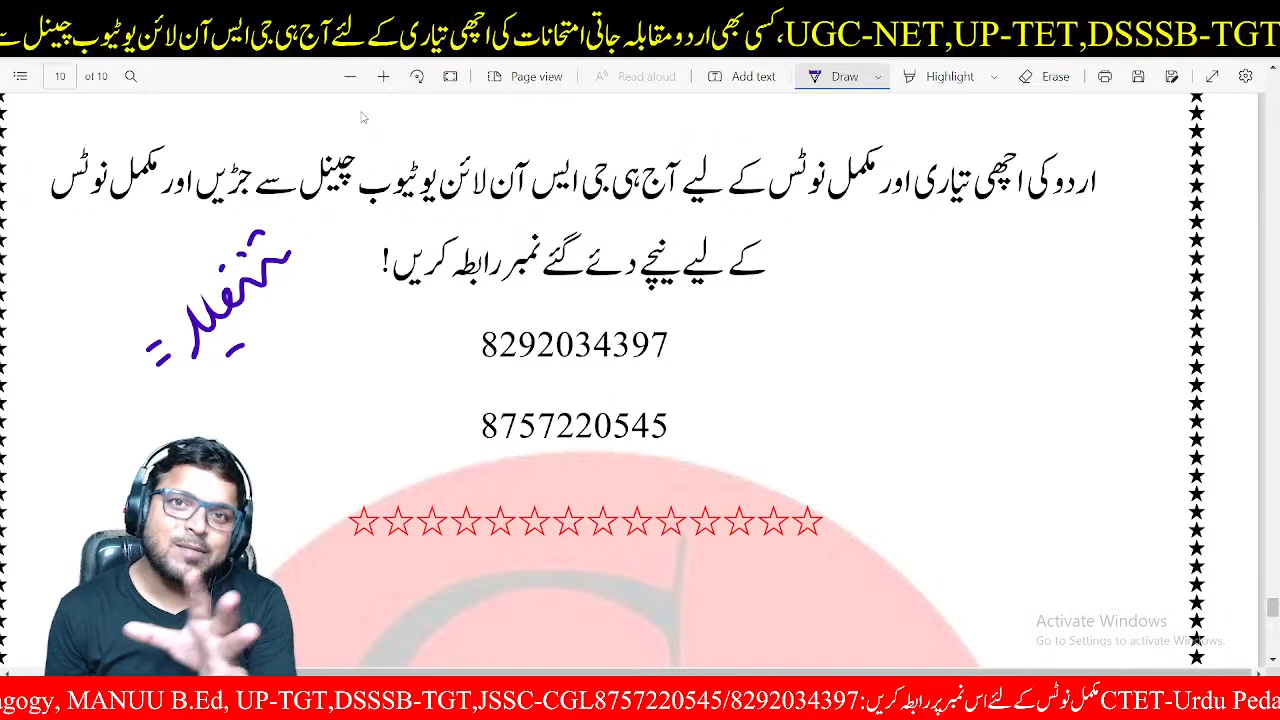 UGC-NET,UP-TET,DSSSB-TGT، کسی بھی اردو مقابلہ جاتی امتحانات کی اچھی تیاری کے لئے آج ہی جی ایس آن لائن یوٹیوب چینل سے
10 of 10 Page view Read aloud Add text Draw Highlight Erase
اردو کی اچھی تیاری اور مکمل نوٹس کے لیے آج ہی جی ایس آن لائن یوٹیوب چینل سے جڑیں اور مکمل نوٹس
کے لیے نیچے دئے گئے نمبر رابطہ کریں!
تنقید
8292034397
8757220545
Activate Windows
Go to Settings to activate Windows.
agogy, MANUU B.Ed, UP-TGT,DSSSB-TGT,JSSC-CGL8757220545/8292034397:مکمل نوٹس کے لئے اس نمبر پر رابطہ کریں CTET-Urdu Peda